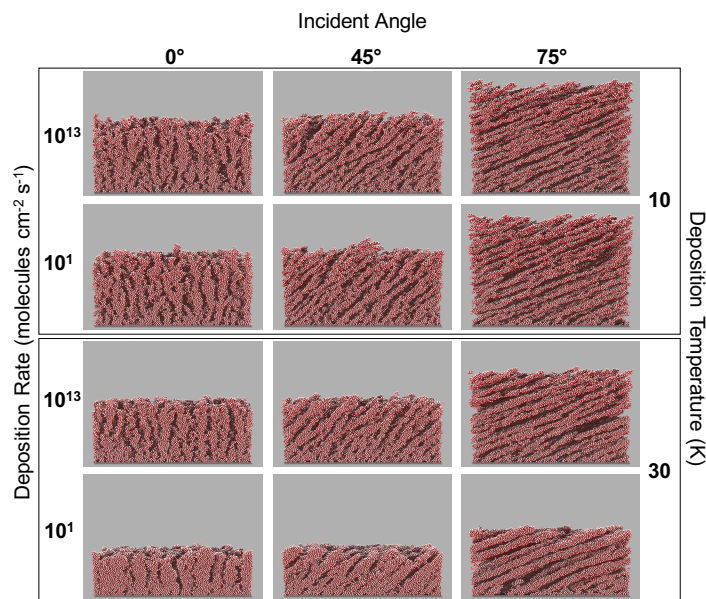 Incident Angle
0° 45° 75°
Deposition Rate (molecules cm⁻² s⁻¹)
10¹³
10¹
10
10¹³
10¹
30
Deposition Temperature (K)